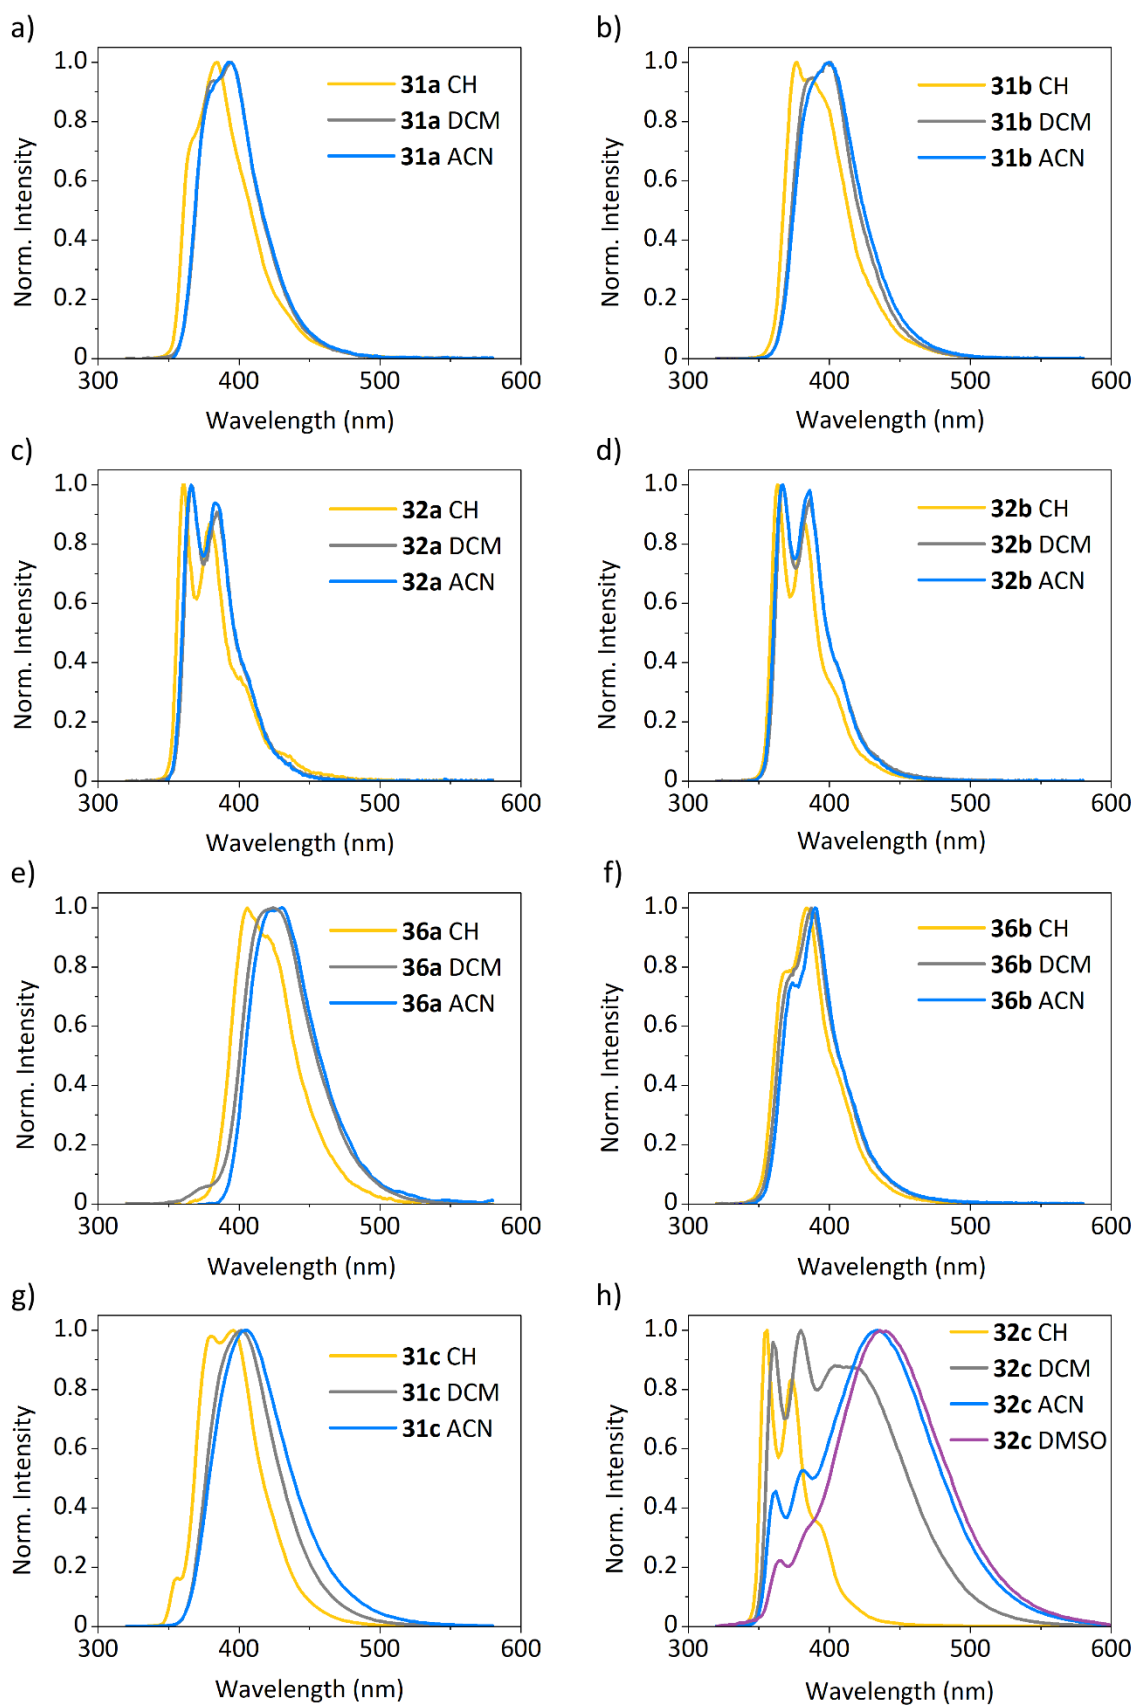 a)
1.0
0.8
0.6
0.4
0.2
0
300
400
500
600
Norm. Intensity
Wavelength (nm)
31a CH
31a DCM
31a ACN
b)
1.0
0.8
0.6
0.4
0.2
0
300
400
500
600
Norm. Intensity
Wavelength (nm)
31b CH
31b DCM
31b ACN
c)
1.0
0.8
0.6
0.4
0.2
0
300
400
500
600
Norm. Intensity
Wavelength (nm)
32a CH
32a DCM
32a ACN
d)
1.0
0.8
0.6
0.4
0.2
0
300
400
500
600
Norm. Intensity
Wavelength (nm)
32b CH
32b DCM
32b ACN
e)
1.0
0.8
0.6
0.4
0.2
0
300
400
500
600
Norm. Intensity
Wavelength (nm)
36a CH
36a DCM
36a ACN
f)
1.0
0.8
0.6
0.4
0.2
0
300
400
500
600
Norm. Intensity
Wavelength (nm)
36b CH
36b DCM
36b ACN
g)
1.0
0.8
0.6
0.4
0.2
0
300
400
500
600
Norm. Intensity
Wavelength (nm)
31c CH
31c DCM
31c ACN
h)
1.0
0.8
0.6
0.4
0.2
0
300
400
500
600
Norm. Intensity
Wavelength (nm)
32c CH
32c DCM
32c ACN
32c DMSO